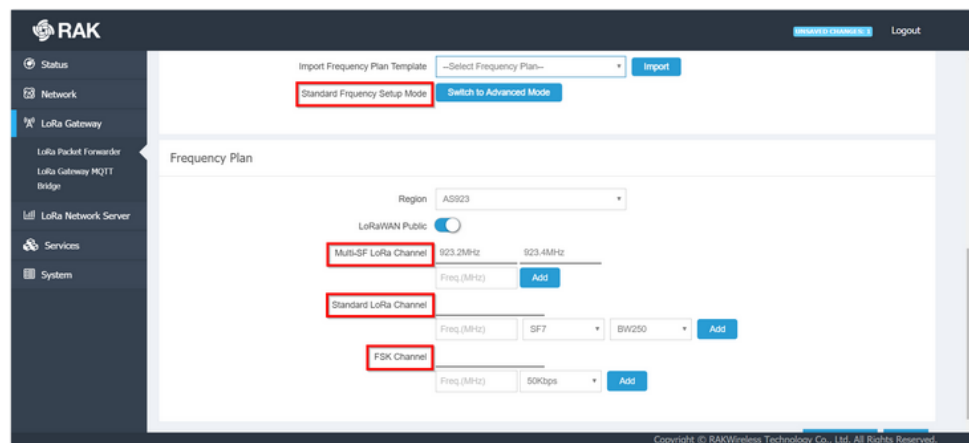 RAK
UNSAVED CHANGES: 1
Logout
Status
Network
LoRa Gateway
LoRa Packet Forwarder
LoRa Gateway MQTT
Bridge
LoRa Network Server
Services
System
Import Frequency Plan Template
--Select Frequency Plan--
Import
Standard Frquency Setup Mode
Switch to Advanced Mode
Frequency Plan
Region
AS923
LoRaWAN Public
Multi-SF LoRa Channel
923.2MHz
923.4MHz
Freq.(MHz)
Add
Standard LoRa Channel
Freq.(MHz)
SF7
BW250
Add
FSK Channel
Freq.(MHz)
50Kbps
Add
Copyright © RAKWireless Technology Co., Ltd. All Rights Reserved.